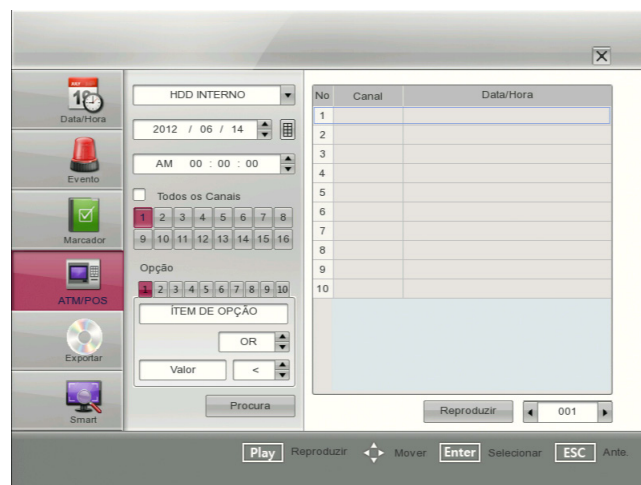 Data/Hora
Evento
Marcador
ATM/POS
Exportar
Smart
HDD INTERNO
2012 / 06 / 14
AM 00 : 00 : 00
Todos os Canais
1 2 3 4 5 6 7 8
9 10 11 12 13 14 15 16
Opção
1 2 3 4 5 6 7 8 9 10
ÍTEM DE OPÇÃO
OR
Valor <
Procura
No Canal Data/Hora
1
2
3
4
5
6
7
8
9
10
Reproduzir 001
Play Reproduzir Mover Enter Selecionar ESC Ante.